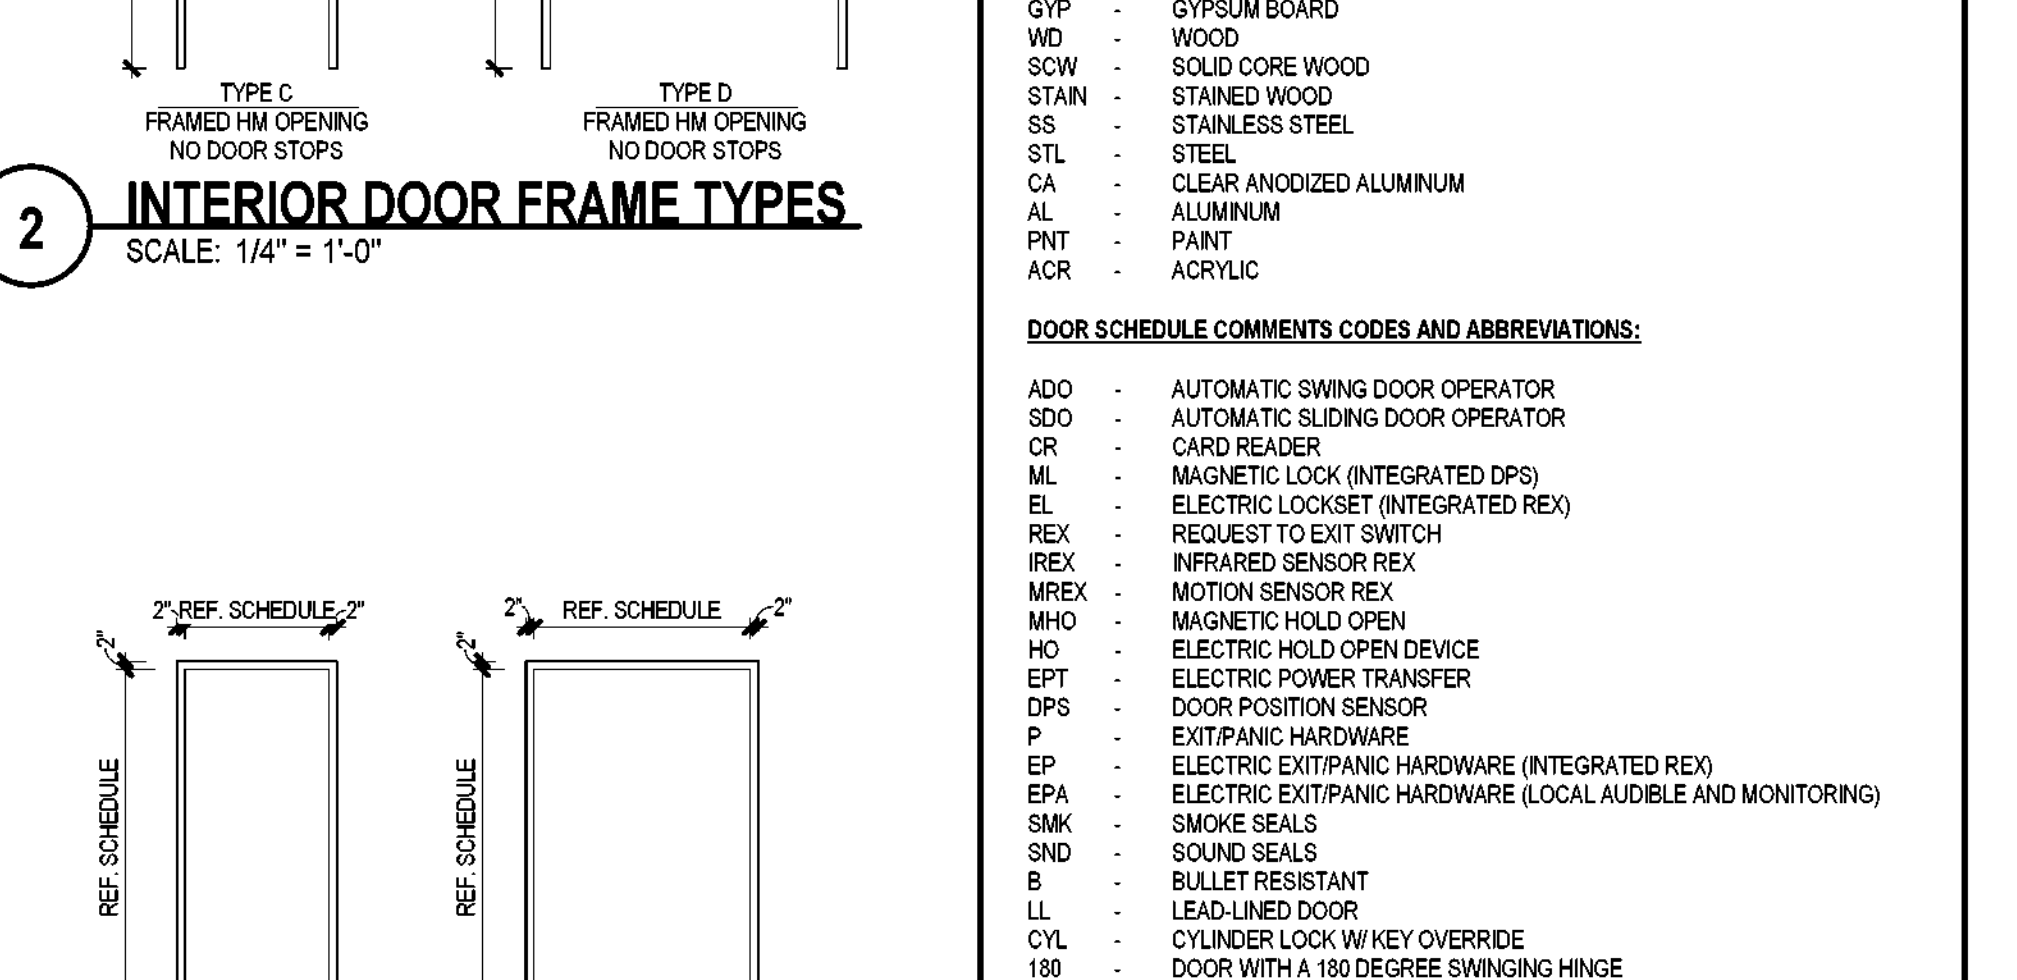 TYPE C
FRAMED HM OPENING
NO DOOR STOPS
TYPE D
FRAMED HM OPENING
NO DOOR STOPS
2
INTERIOR DOOR FRAME TYPES
SCALE: 1/4" = 1'-0"
2" REF. SCHEDULE 2"
2"
REF. SCHEDULE
2" REF. SCHEDULE 2"
2"
REF. SCHEDULE
GYP - GYPSUM BOARD
WD - WOOD
SCW - SOLID CORE WOOD
STAIN - STAINED WOOD
SS - STAINLESS STEEL
STL - STEEL
CA - CLEAR ANODIZED ALUMINUM
AL - ALUMINUM
PNT - PAINT
ACR - ACRYLIC
DOOR SCHEDULE COMMENTS CODES AND ABBREVIATIONS:
ADO - AUTOMATIC SWING DOOR OPERATOR
SDO - AUTOMATIC SLIDING DOOR OPERATOR
CR - CARD READER
ML - MAGNETIC LOCK (INTEGRATED DPS)
EL - ELECTRIC LOCKSET (INTEGRATED REX)
REX - REQUEST TO EXIT SWITCH
IREX - INFRARED SENSOR REX
MREX - MOTION SENSOR REX
MHO - MAGNETIC HOLD OPEN
HO - ELECTRIC HOLD OPEN DEVICE
EPT - ELECTRIC POWER TRANSFER
DPS - DOOR POSITION SENSOR
P - EXIT/PANIC HARDWARE
EP - ELECTRIC EXIT/PANIC HARDWARE (INTEGRATED REX)
EPA - ELECTRIC EXIT/PANIC HARDWARE (LOCAL AUDIBLE AND MONITORING)
SMK - SMOKE SEALS
SND - SOUND SEALS
B - BULLET RESISTANT
LL - LEAD-LINED DOOR
CYL - CYLINDER LOCK W/ KEY OVERRIDE
180 - DOOR WITH A 180 DEGREE SWINGING HINGE